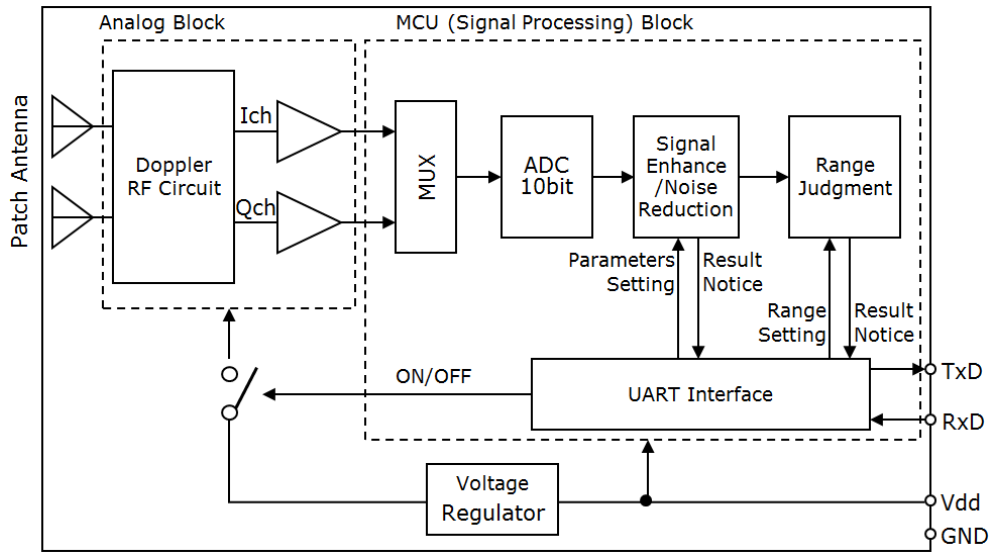 Analog Block
MCU (Signal Processing) Block
Patch Antenna
Doppler
RF Circuit
Ich
Qch
MUX
ADC
10bit
Signal
Enhance
/Noise
Reduction
Range
Judgment
Parameters
Setting
Result
Notice
Range
Setting
Result
Notice
ON/OFF
UART Interface
TxD
RxD
Voltage
Regulator
Vdd
GND